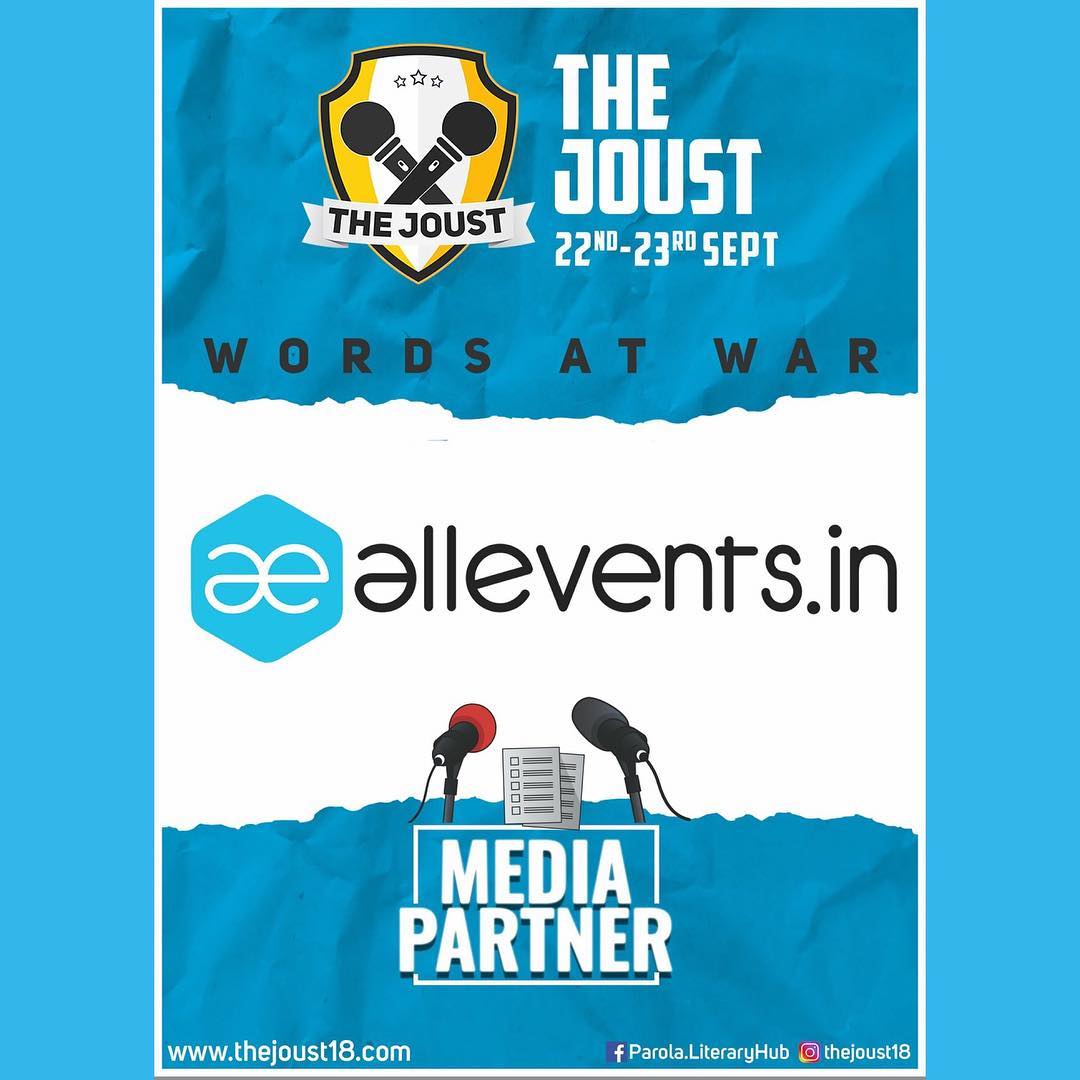 THE JOUST
THE
JOUST
22ND-23RD SEPT
WORDS AT WAR
ae allevents.in
MEDIA
PARTNER
www.thejoust18.com
Parola.LiteraryHub thejoust18